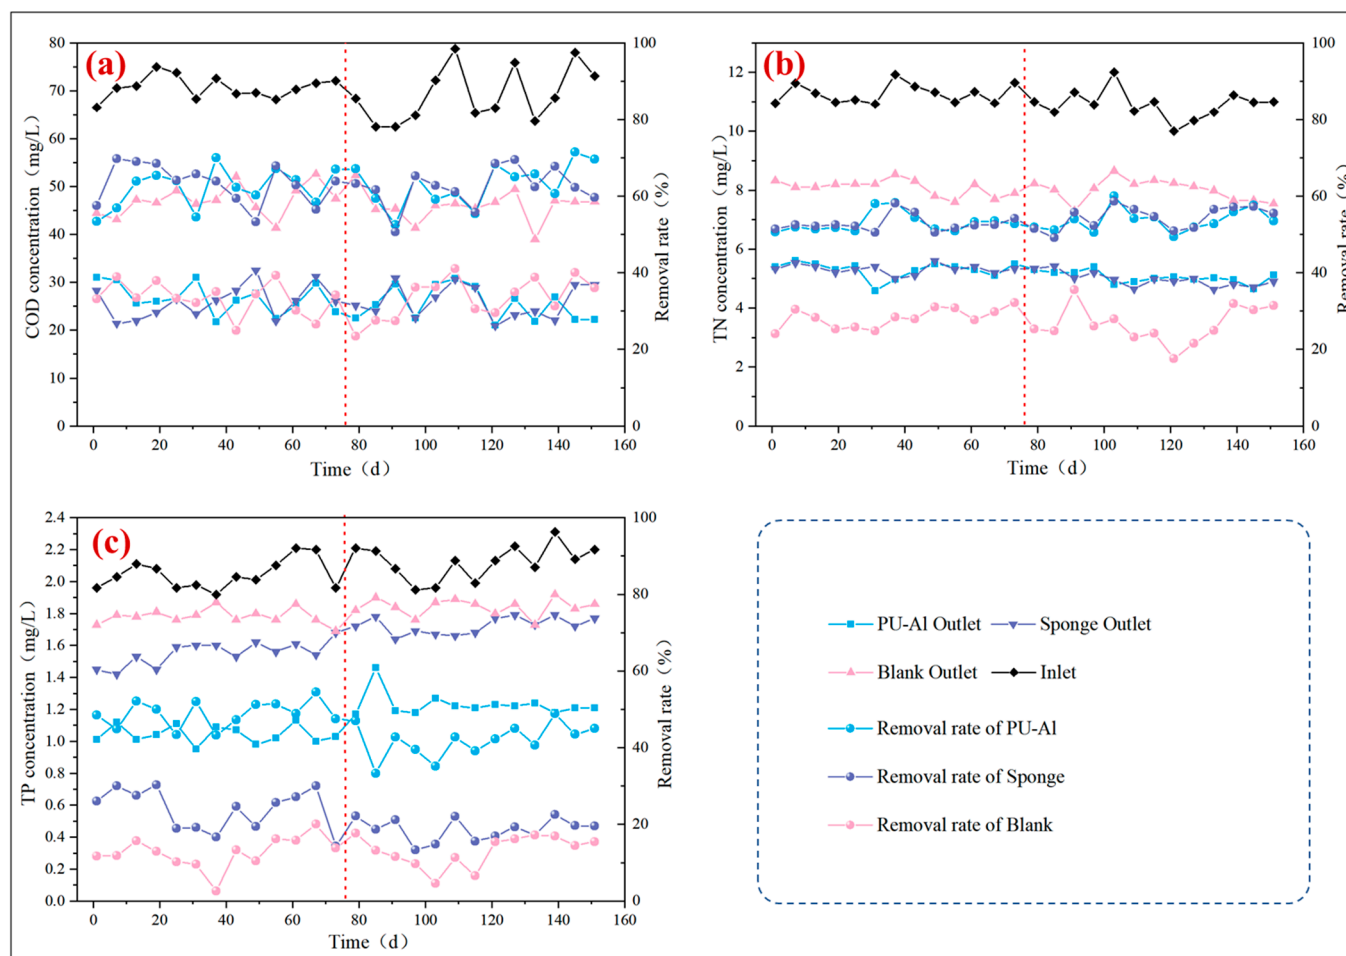 (a)
80
70
60
50
40
30
20
10
0
COD concentration (mg/L)
100
80
60
40
20
0
Removal rate (%)
0 20 40 60 80 100 120 140 160
Time (d)
(b)
12
10
8
6
4
2
0
TN concentration (mg/L)
100
80
60
40
20
0
Removal rate (%)
0 20 40 60 80 100 120 140 160
Time (d)
(c)
2.4
2.2
2.0
1.8
1.6
1.4
1.2
1.0
0.8
0.6
0.4
0.2
0.0
TP concentration (mg/L)
100
80
60
40
20
0
Removal rate (%)
0 20 40 60 80 100 120 140 160
Time (d)
PU-Al Outlet Sponge Outlet
Blank Outlet Inlet
Removal rate of PU-Al
Removal rate of Sponge
Removal rate of Blank